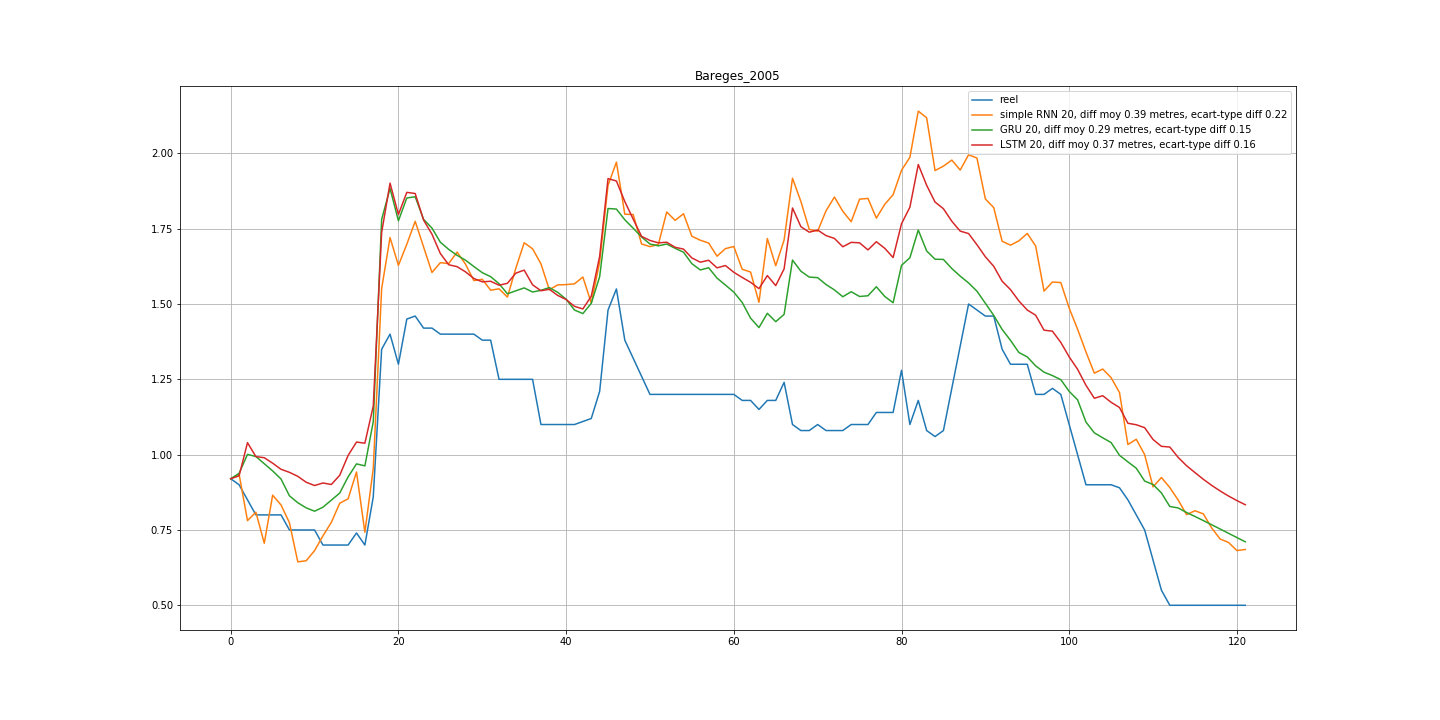 Bareges_2005
reel
simple RNN 20, diff moy 0.39 metres, ecart-type diff 0.22
GRU 20, diff moy 0.29 metres, ecart-type diff 0.15
LSTM 20, diff moy 0.37 metres, ecart-type diff 0.16
2.00
1.75
1.50
1.25
1.00
0.75
0.50
0 20 40 60 80 100 120